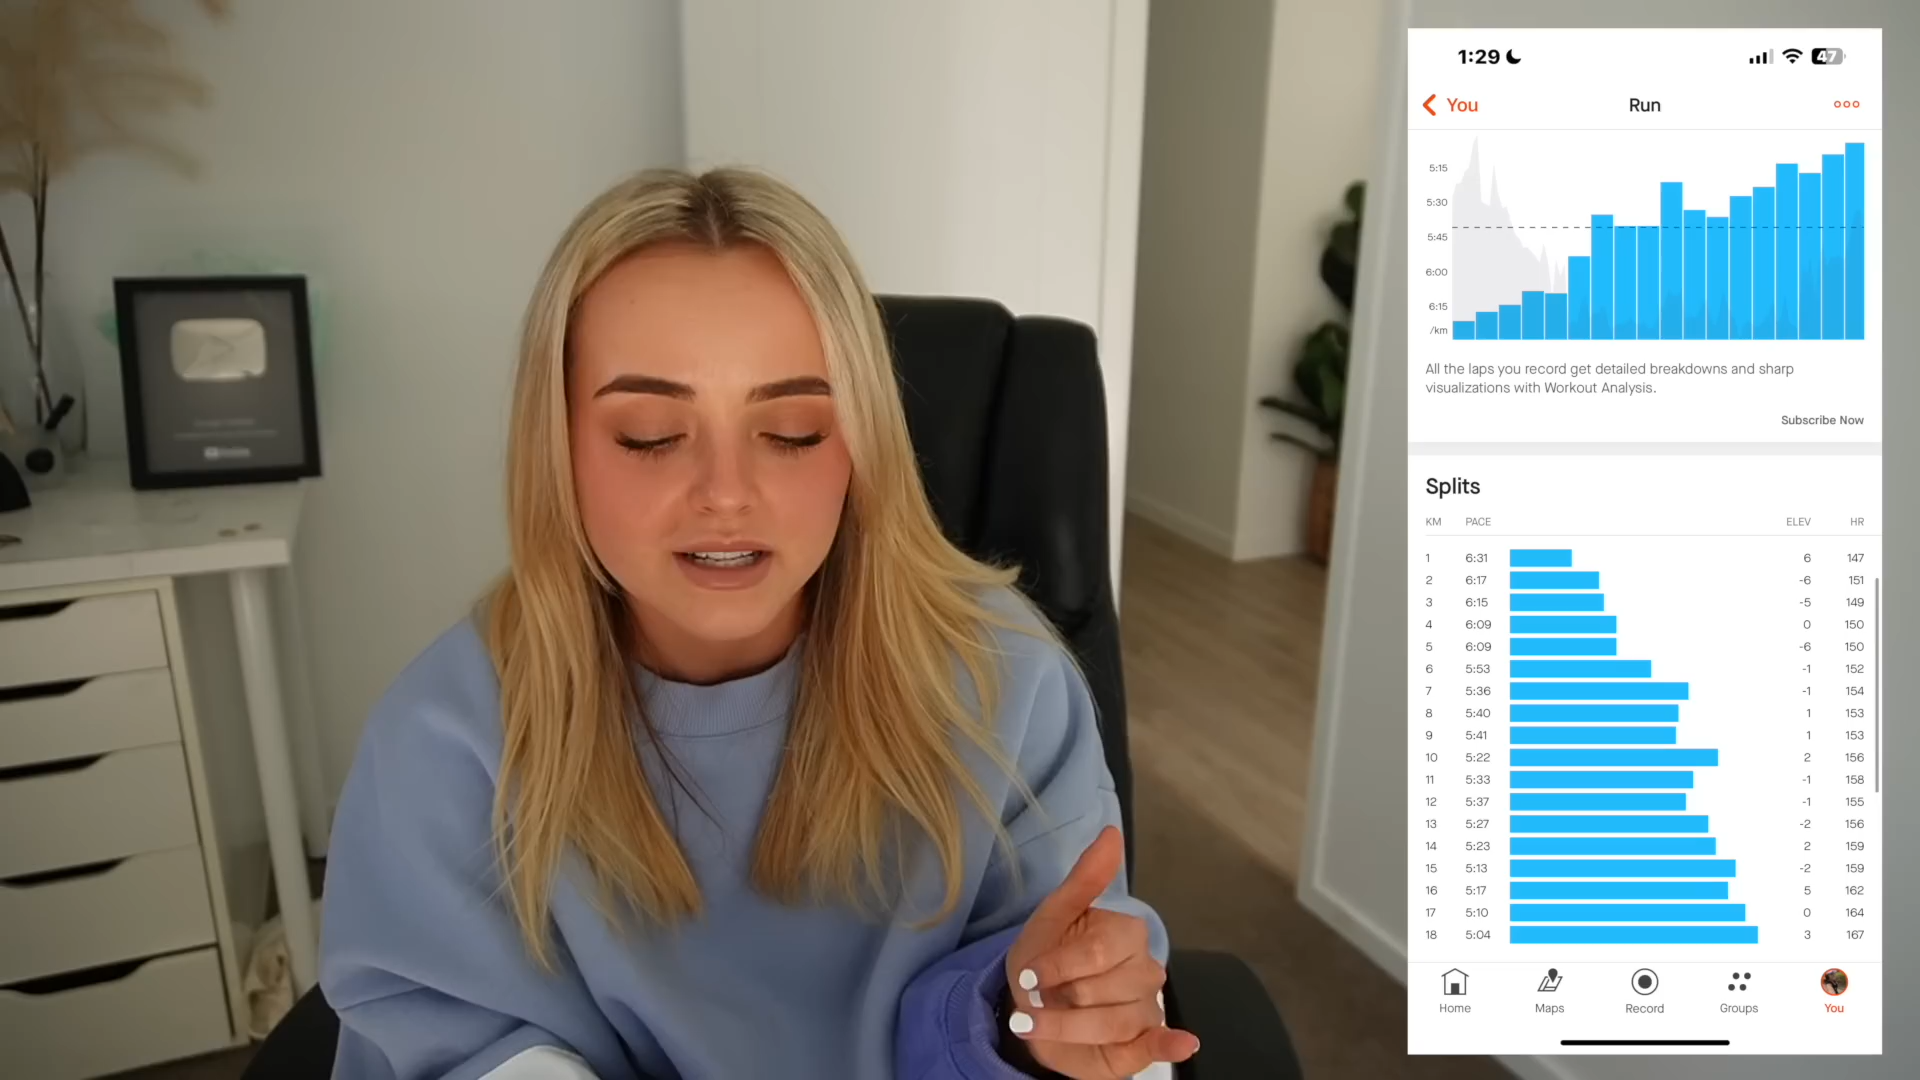 1:29
47
You
Run
5:15
5:30
5:45
6:00
6:15
/km
All the laps you record get detailed breakdowns and sharp
visualizations with Workout Analysis.
Subscribe Now
Splits
KM PACE ELEV HR
1 6:31 6 147
2 6:17 -6 151
3 6:15 -5 149
4 6:09 0 150
5 6:09 -6 150
6 5:53 -1 152
7 5:36 -1 154
8 5:40 1 153
9 5:41 1 153
10 5:22 2 156
11 5:33 -1 158
12 5:37 -1 155
13 5:27 -2 156
14 5:23 2 159
15 5:13 -2 159
16 5:17 5 162
17 5:10 0 164
18 5:04 3 167
Home Maps Record Groups You